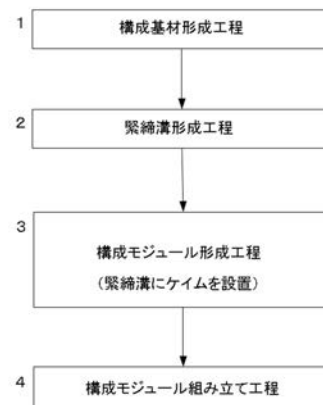 1 構成基材形成工程
2 緊締溝形成工程
3 構成モジュール形成工程
(緊締溝にケイムを設置)
4 構成モジュール組み立て工程